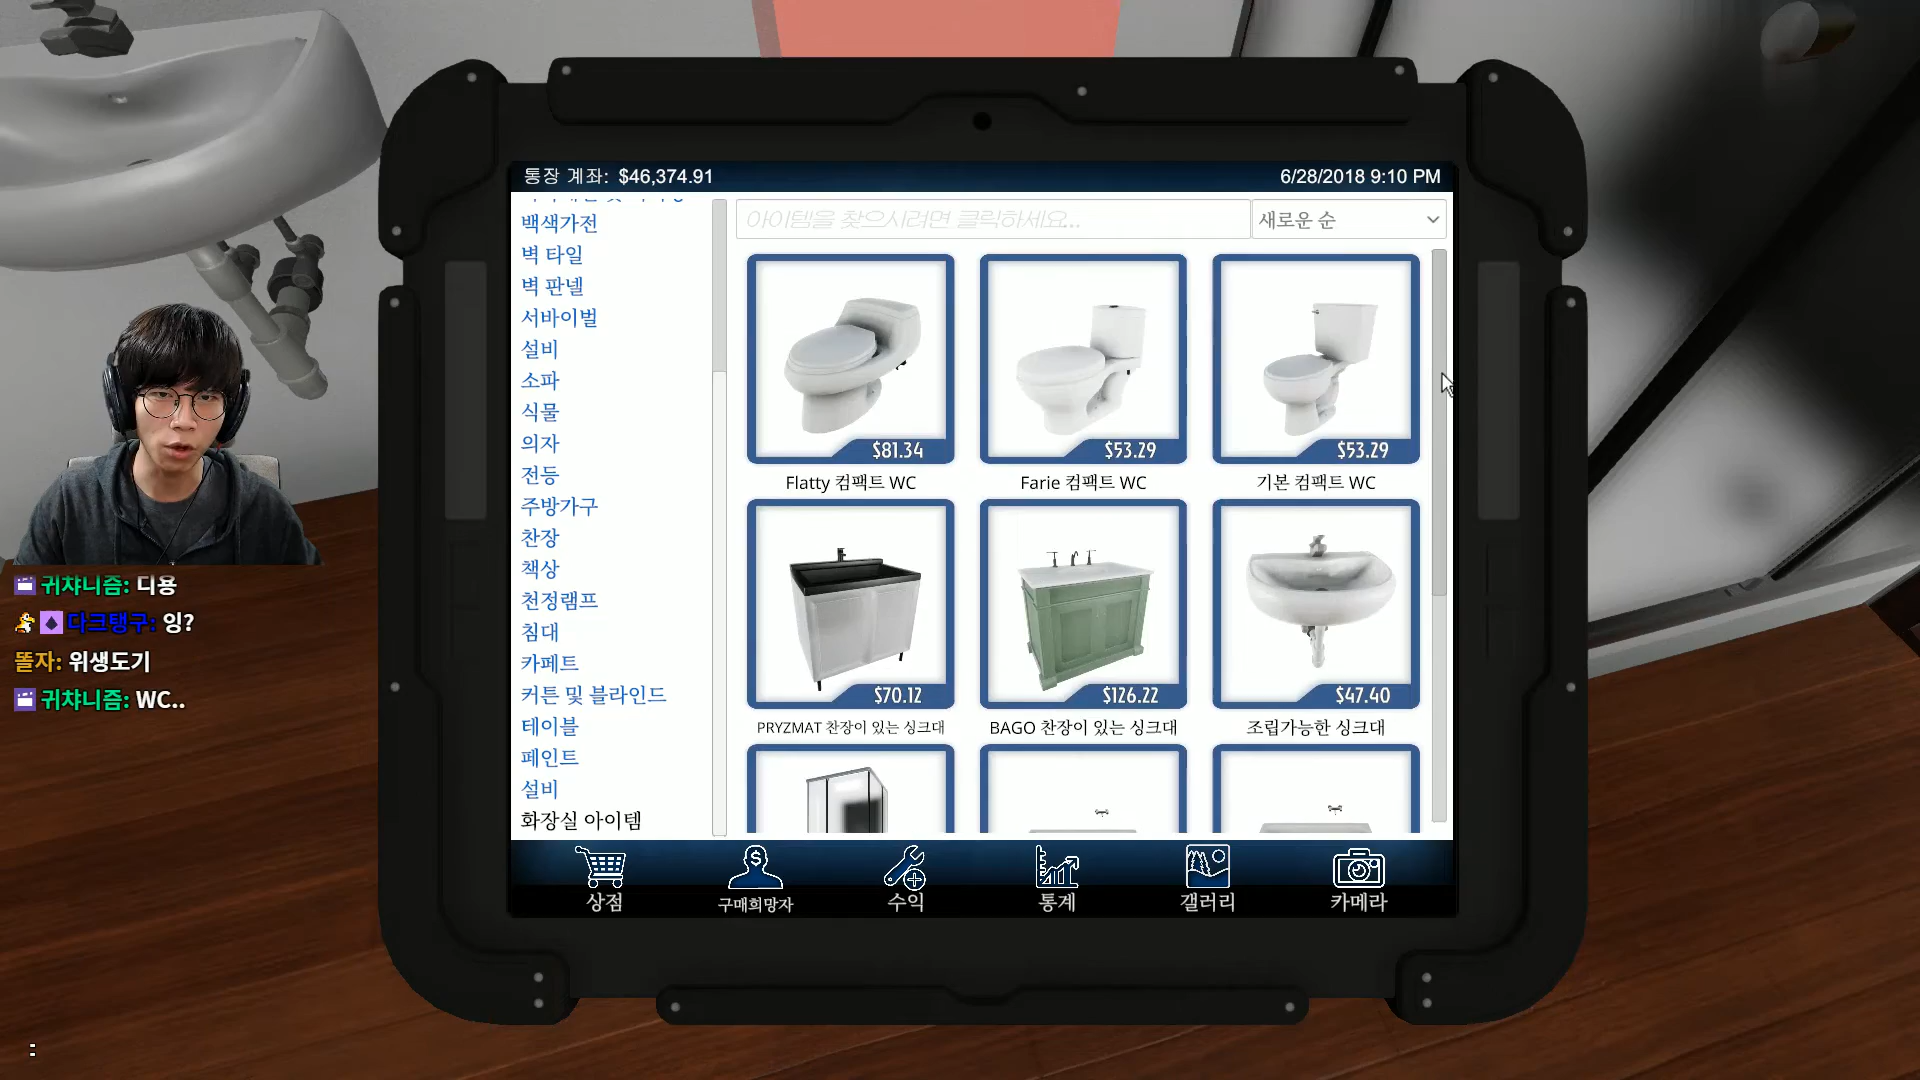 통장 계좌: $46,374.91
6/28/2018 9:10 PM
백색가전
벽 타일
벽 판넬
서바이벌
설비
소파
식물
의자
전등
주방가구
찬장
책상
천정램프
침대
카페트
커튼 및 블라인드
테이블
페인트
설비
화장실 아이템
아이템을 찾으시려면 클릭하세요...
새로운 순
$81.34
$53.29
$53.29
Flatty 컴팩트 WC
Farie 컴팩트 WC
기본 컴팩트 WC
$70.12
$126.22
$47.40
PRYZMAT 찬장이 있는 싱크대
BAGO 찬장이 있는 싱크대
조립가능한 싱크대
상점
구매희망자
수익
통계
갤러리
카메라
귀챠니즘: 디용
다크탱구: 잉?
똘자: 위생도기
귀챠니즘: WC..
: